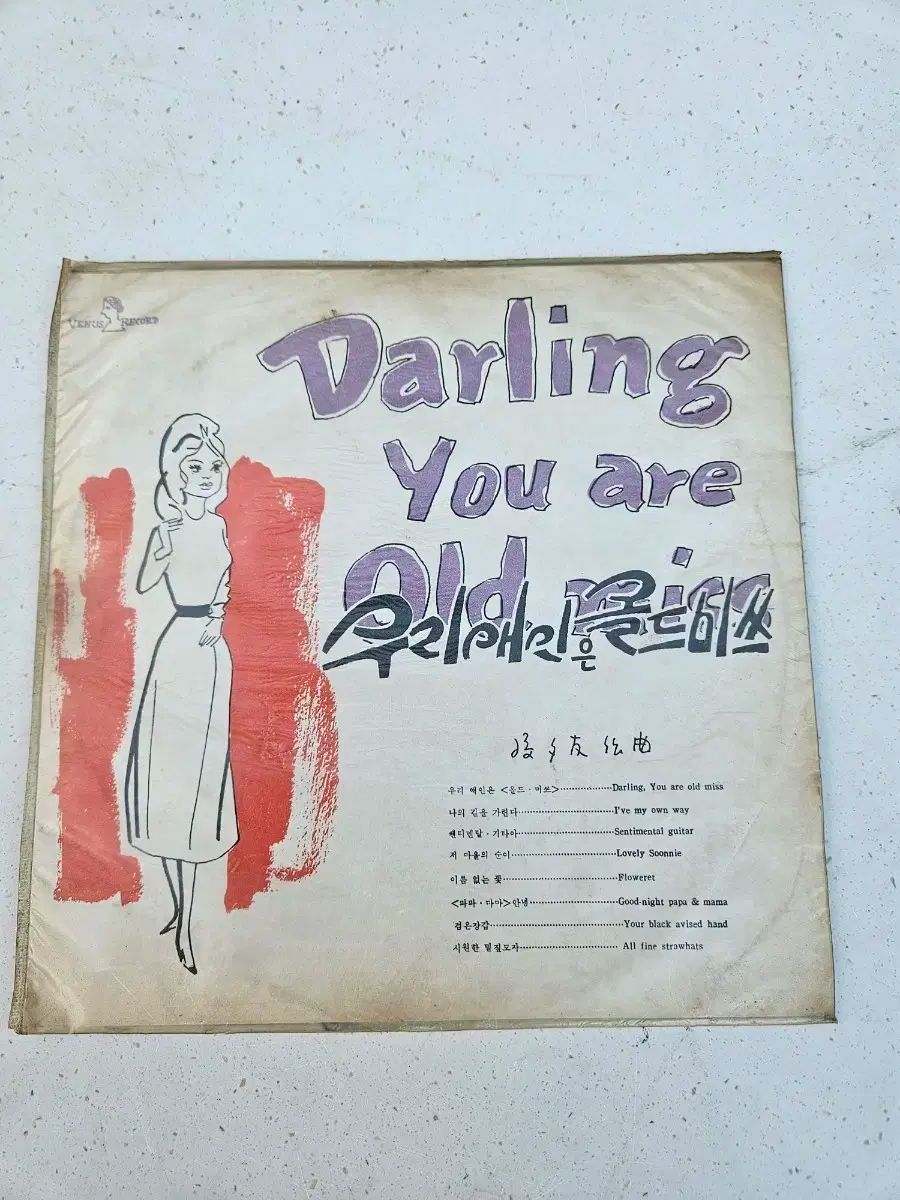 VENUS RECORD
Darling
You are
Old miss
우리 애인은 올드미쓰
夕友 曲
우리 애인은 <올드·미쓰>··················Darling, You are old miss
나의 길을 가련다··································I've my own way
쎈티멘탈·기타아··································Sentimental guitar
저 마을의 순이····································Lovely Soonnie
이름 없는 꽃········································Floweret
<파파·마마>안녕·······························Good-night papa & mama
검은장갑··············································Your black avised hand
시원한 밀짚모자··································All fine strawhats